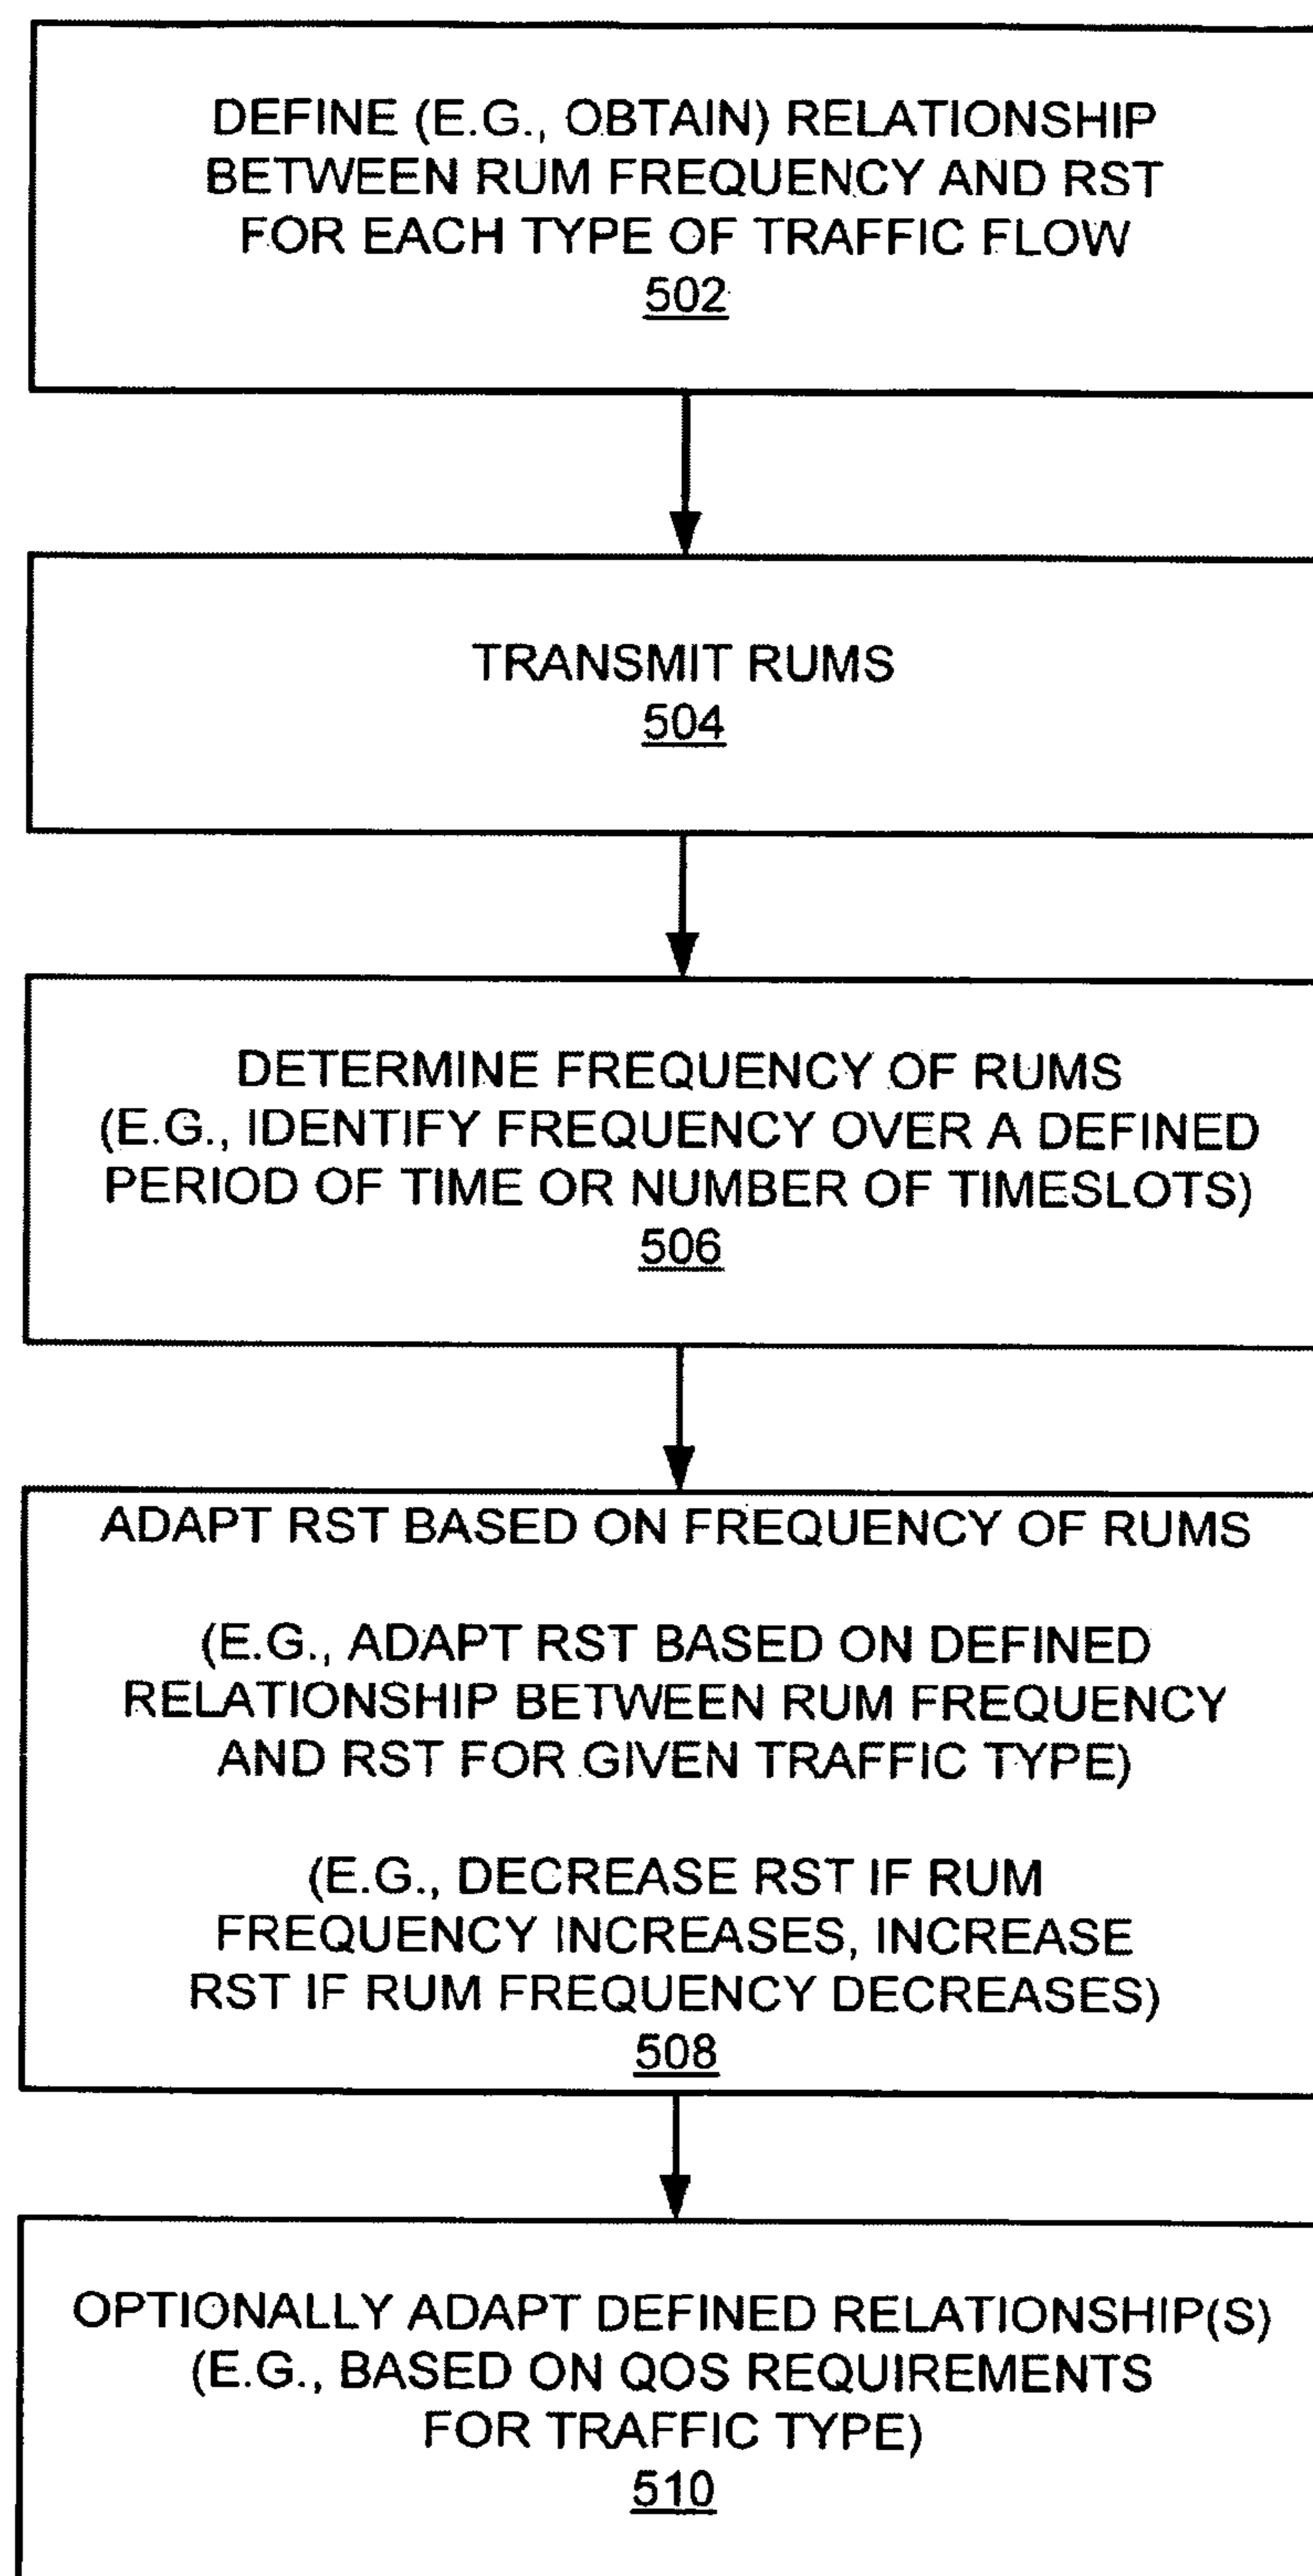 DEFINE (E.G., OBTAIN) RELATIONSHIP
BETWEEN RUM FREQUENCY AND RST
FOR EACH TYPE OF TRAFFIC FLOW
502
TRANSMIT RUMS
504
DETERMINE FREQUENCY OF RUMS
(E.G., IDENTIFY FREQUENCY OVER A DEFINED
PERIOD OF TIME OR NUMBER OF TIMESLOTS)
506
ADAPT RST BASED ON FREQUENCY OF RUMS
(E.G., ADAPT RST BASED ON DEFINED
RELATIONSHIP BETWEEN RUM FREQUENCY
AND RST FOR GIVEN TRAFFIC TYPE)
(E.G., DECREASE RST IF RUM
FREQUENCY INCREASES, INCREASE
RST IF RUM FREQUENCY DECREASES)
508
OPTIONALLY ADAPT DEFINED RELATIONSHIP(S)
(E.G., BASED ON QOS REQUIREMENTS
FOR TRAFFIC TYPE)
510